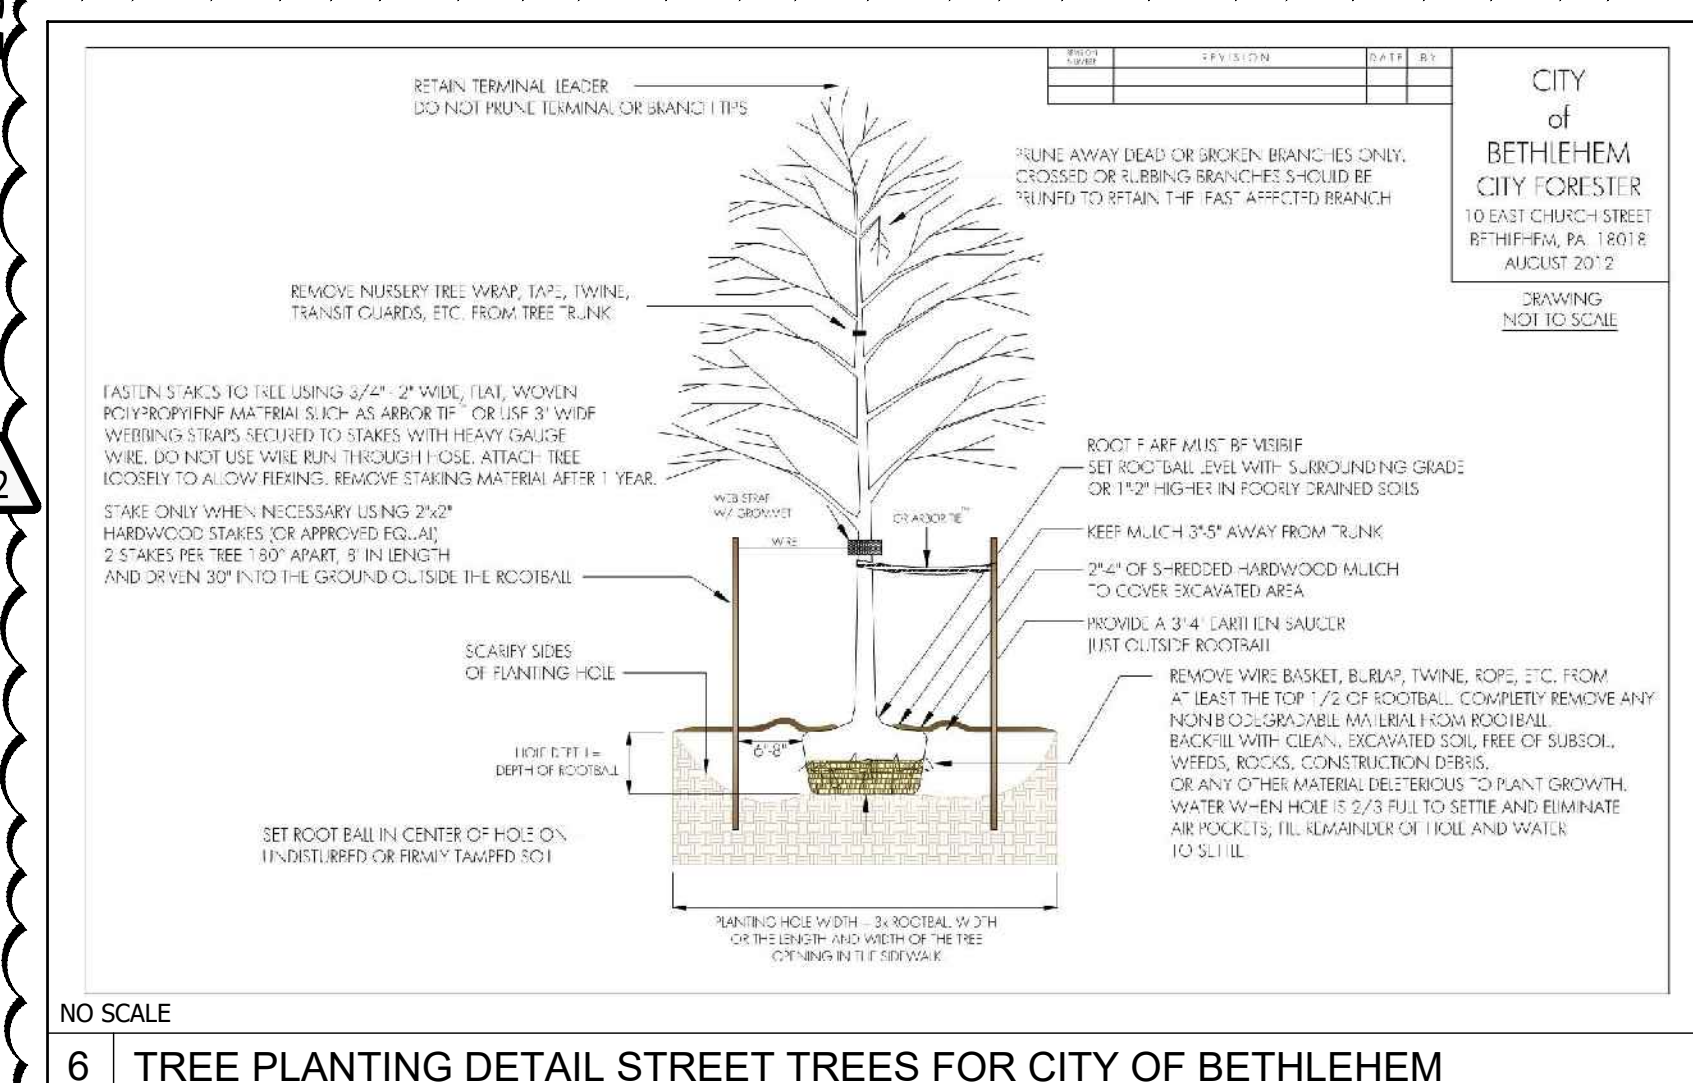 RETAIN TERMINAL LEADER
DO NOT PRUNE TERMINAL OR BRANCH TIPS
REVISION
NUMBER
REVISION
DATE
BY
CITY
of
BETHLEHEM
CITY FORESTER
10 EAST CHURCH STREET
BETHLEHEM, PA 18018
AUGUST 2012
DRAWING
NOT TO SCALE
PRUNE AWAY DEAD OR BROKEN BRANCHES ONLY.
CROSSED OR RUBBING BRANCHES SHOULD BE
PRUNED TO RETAIN THE LEAST AFFECTED BRANCH
REMOVE NURSERY TREE WRAP, TAPE, TWINE,
TRANSIT GUARDS, ETC. FROM TREE TRUNK
FASTEN STAKES TO TREE USING 3/4" - 2" WIDE, FLAT, WOVEN
POLYPROPYLENE MATERIAL SUCH AS ARBOR TIE™ OR USE 3" WIDE
WEBBING STRAPS SECURED TO STAKES WITH HEAVY GAUGE
WIRE. DO NOT USE WIRE RUN THROUGH HOSE. ATTACH TREE
LOOSELY TO ALLOW FLEXING. REMOVE STAKING MATERIAL AFTER 1 YEAR.
STAKE ONLY WHEN NECESSARY USING 2"x2"
HARDWOOD STAKES (OR APPROVED EQUAL)
2 STAKES PER TREE 180° APART, 8' IN LENGTH
AND DRIVEN 30" INTO THE GROUND OUTSIDE THE ROOTBALL
WEB STRAP
W/ GROMMET
WIRE
OR ARBOR TIE™
ROOT FLARE MUST BE VISIBLE
SET ROOTBALL LEVEL WITH SURROUNDING GRADE
OR 1"-2" HIGHER IN POORLY DRAINED SOILS
KEEP MULCH 3"-5" AWAY FROM TRUNK
2"-4" OF SHREDDED HARDWOOD MULCH
TO COVER EXCAVATED AREA
PROVIDE A 3"-4" EARTHEN SAUCER
JUST OUTSIDE ROOTBALL
REMOVE WIRE BASKET, BURLAP, TWINE, ROPE, ETC. FROM
AT LEAST THE TOP 1/2 OF ROOTBALL. COMPLETELY REMOVE ANY
NON BIODEGRADABLE MATERIAL FROM ROOTBALL.
BACKFILL WITH CLEAN, EXCAVATED SOIL, FREE OF SUBSOIL,
WEEDS, ROCKS, CONSTRUCTION DEBRIS,
OR ANY OTHER MATERIAL DELETERIOUS TO PLANT GROWTH.
WATER WHEN HOLE IS 2/3 FULL TO SETTLE AND ELIMINATE
AIR POCKETS; FILL REMAINDER OF HOLE AND WATER
TO SETTLE
SCARIFY SIDES
OF PLANTING HOLE
6"-8"
HOLE DEPTH =
DEPTH OF ROOTBALL
SET ROOT BALL IN CENTER OF HOLE ON
UNDISTURBED OR FIRMLY TAMPED SOIL
PLANTING HOLE WIDTH = 3x ROOTBALL WIDTH
OR THE LENGTH AND WIDTH OF THE TREE
OPENING IN THE SIDEWALK
2
NO SCALE
6 TREE PLANTING DETAIL STREET TREES FOR CITY OF BETHLEHEM